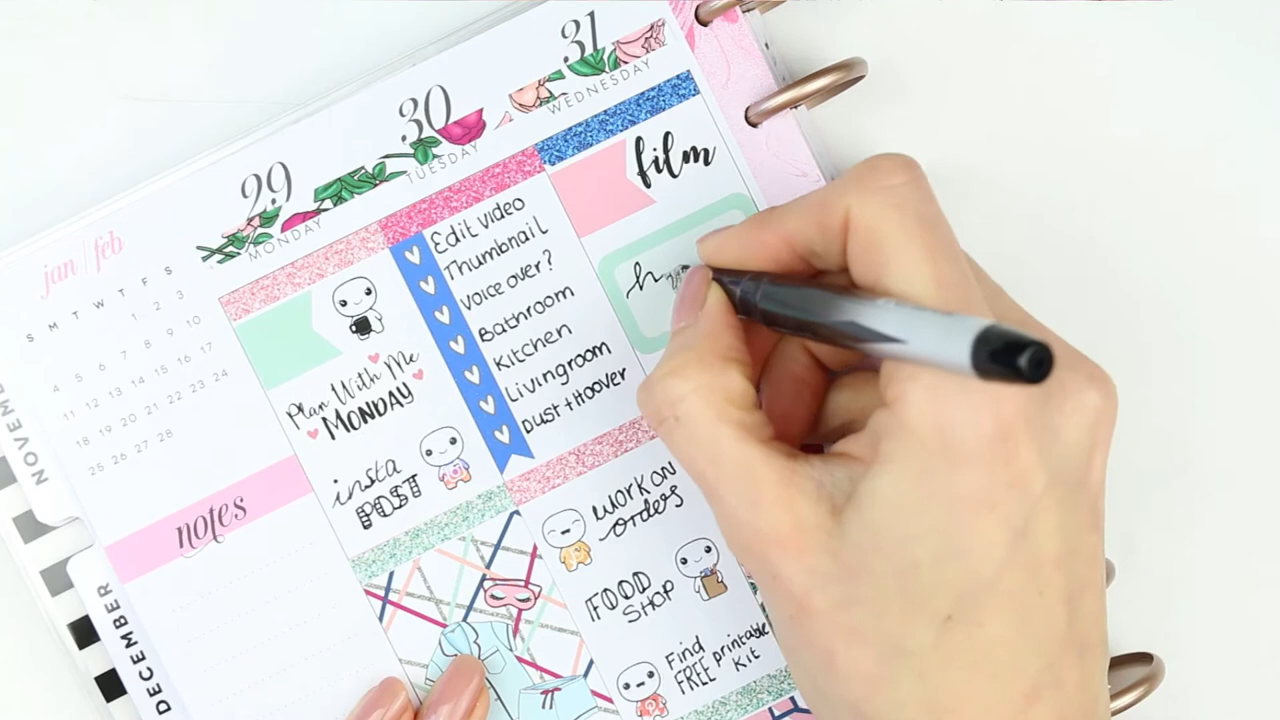 29
MONDAY
30
TUESDAY
31
WEDNESDAY
jan | feb
S M T W T F S
1 2 3
4 5 6 7 8 9 10
11 12 13 14 15 16 17
18 19 20 21 22 23 24
25 26 27 28
notes
NOVEMBE
DECEMBER
Plan With Me
MONDAY
insta
POST
Edit video
Thumbnail
Voice over?
Bathroom
Kitchen
Livingroom
Dust + Hoover
work on
orders
FOOD
SHOP
Find
FREE printable
Kit
film